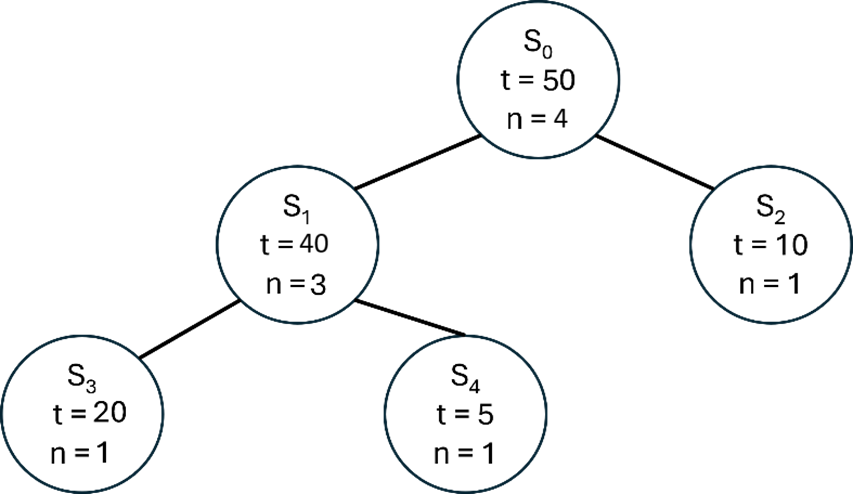 S₀
t = 50
n = 4
S₁
t = 40
n = 3
S₂
t = 10
n = 1
S₃
t = 20
n = 1
S₄
t = 5
n = 1